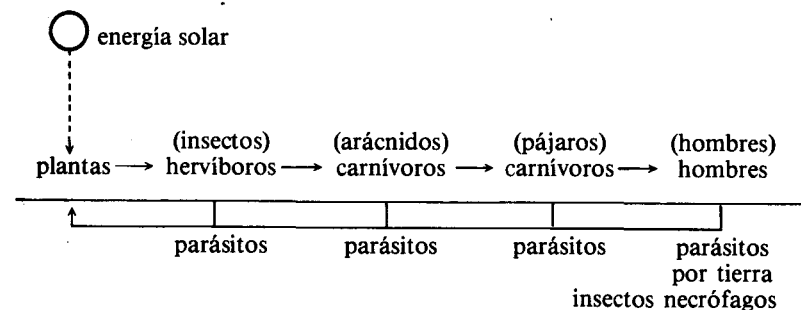 energía solar
(insectos) (arácnidos) (pájaros) (hombres)
plantas hervíboros carnívoros carnívoros hombres
parásitos parásitos parásitos parásitos
por tierra
insectos necrófagos